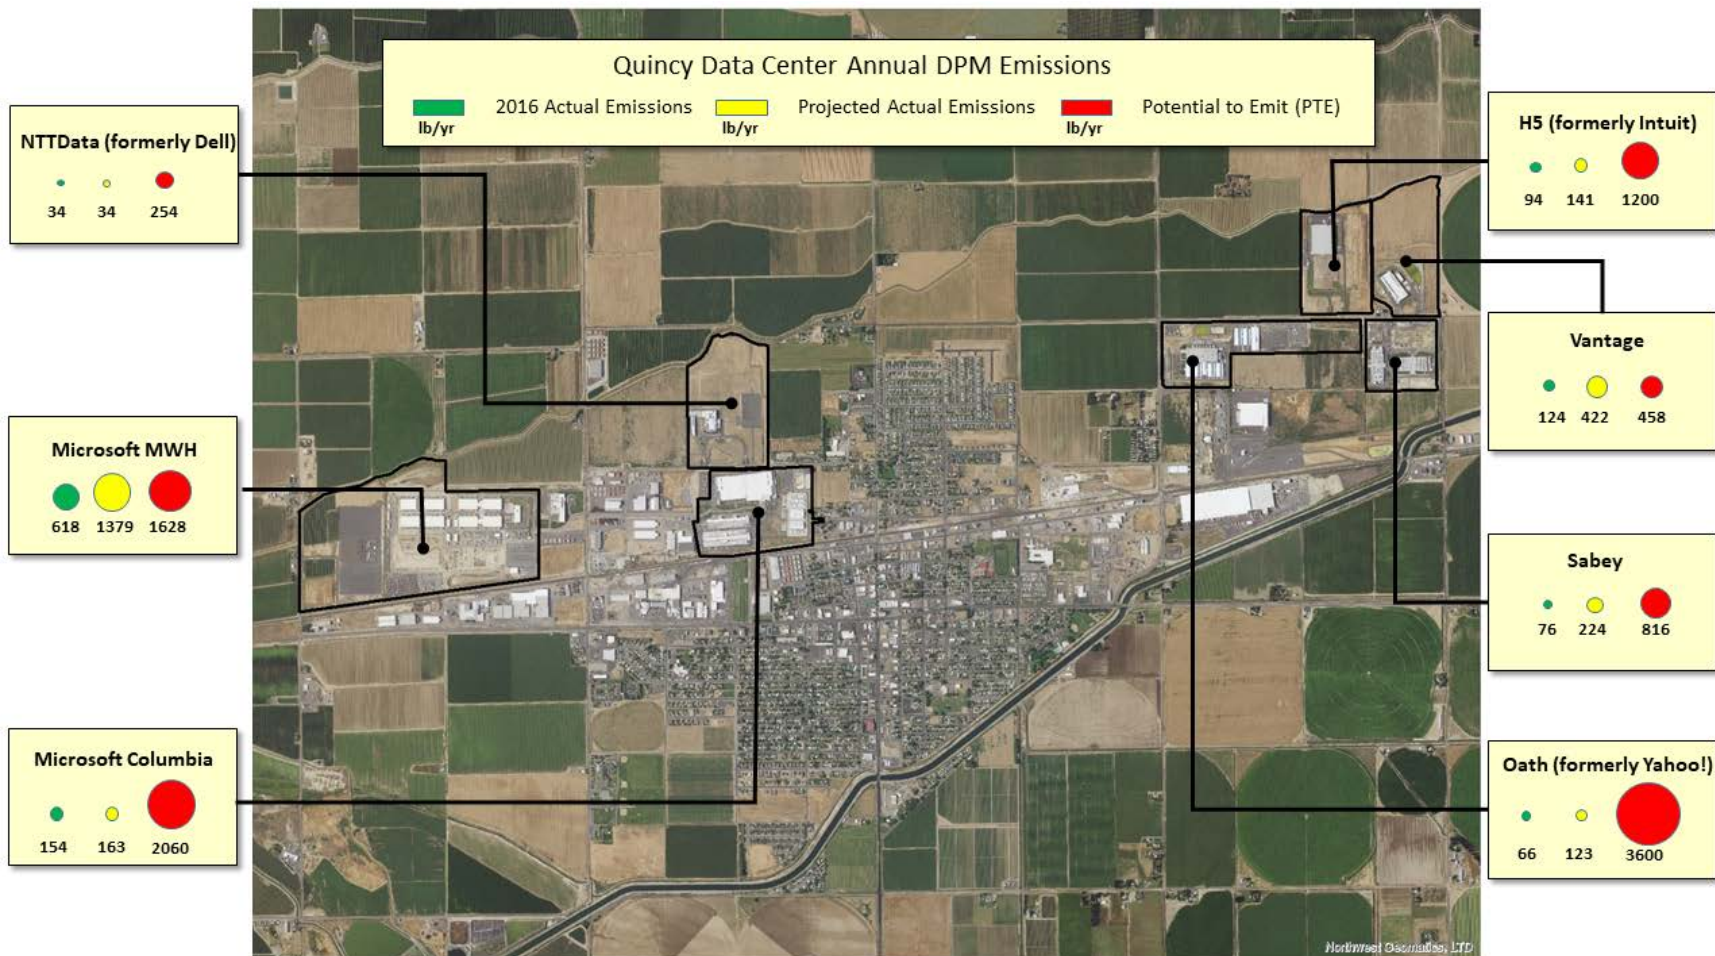 Quincy Data Center Annual DPM Emissions
2016 Actual Emissions
lb/yr
Projected Actual Emissions
lb/yr
Potential to Emit (PTE)
lb/yr
NTTData (formerly Dell)
34 34 254
Microsoft MWH
618 1379 1628
Microsoft Columbia
154 163 2060
H5 (formerly Intuit)
94 141 1200
Vantage
124 422 458
Sabey
76 224 816
Oath (formerly Yahoo!)
66 123 3600
Northwest Geomatics, LTD